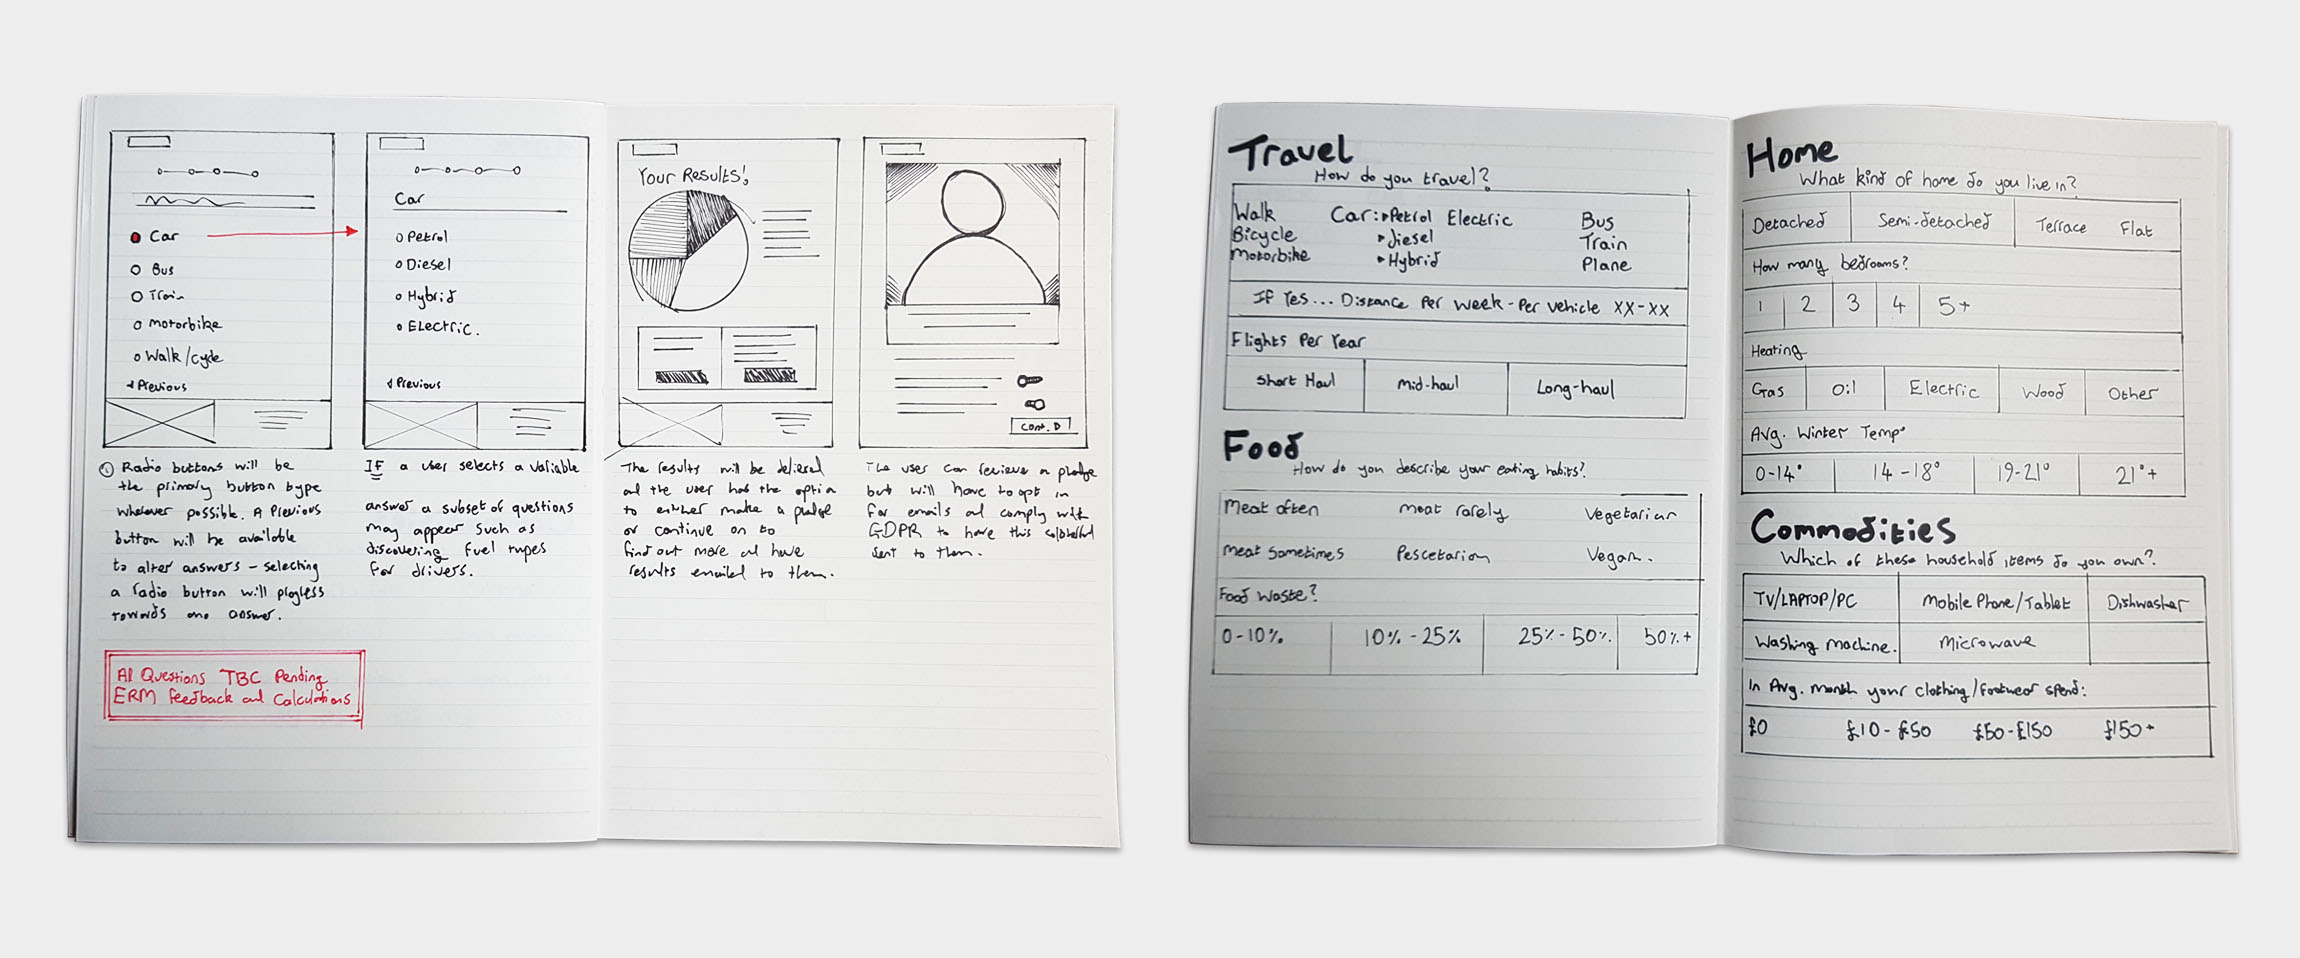 Car
Bus
Train
Motorbike
Walk/cycle
Previous
Car
Petrol
Diesel
Hybrid
Electric.
Previous
Your Results!
Cont. D
1 Radio buttons will be
the primary button type
wherever possible. A Previous
button will be available
to alter answers – selecting
a radio button will progress
towards one answer.
IF a user selects a variable
answer a subset of questions
may appear such as
discovering fuel types
for drivers.
The results will be
and the user has the option
to either make a pledge
or continue on to
find out more and have
results emailed to them.
The user can recieve a pledge
but will have to opt in
for emails and comply with
GDPR to have this
sent to them.
All Questions TBC Pending
ERM feedback and Calculations
Travel
How do you travel?
Walk Car: Petrol Electric Bus
Bicycle diesel Train
Motorbike Hybrid Plane
IF Yes... Distance Per week - Per vehicle XX-XX
Flights Per Year
Short Haul Mid-haul Long-haul
Food
How do you describe your eating habits?
Meat often meat rarely Vegetarian
meat sometimes Pescetarian Vegan.
Food Waste?
0-10% 10%-25% 25%-50% 50%+
Home
What kind of home do you live in?
Detached Semi-detached Terrace Flat
How many bedrooms?
1 2 3 4 5+
Heating
Gas Oil Electric Wood Other
Avg. Winter Temp°
0-14° 14-18° 19-21° 21°+
Commodities
Which of these household items do you own?
TV/LAPTOP/PC Mobile Phone/Tablet Dishwasher
Washing machine. Microwave
In Avg. month your clothing/footwear spend:
£0 £10-£50 £50-£150 £150+